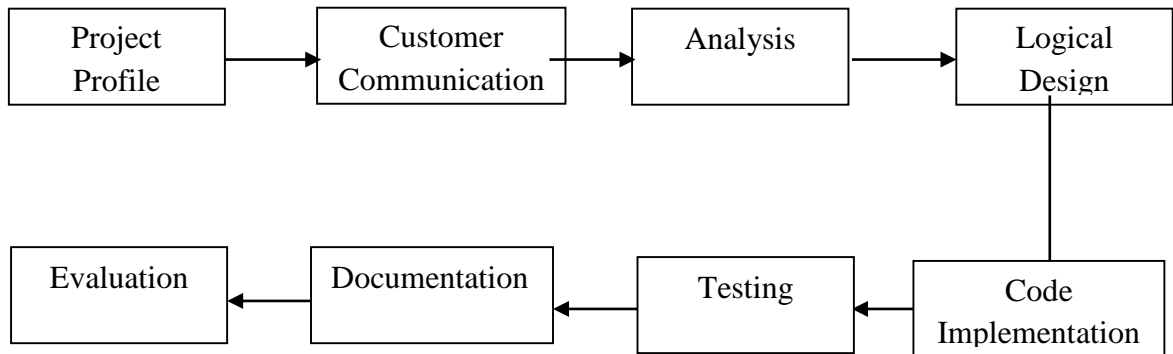 Project
Profile
Customer
Communication
Analysis
Logical
Design
Evaluation
Documentation
Testing
Code
Implementation